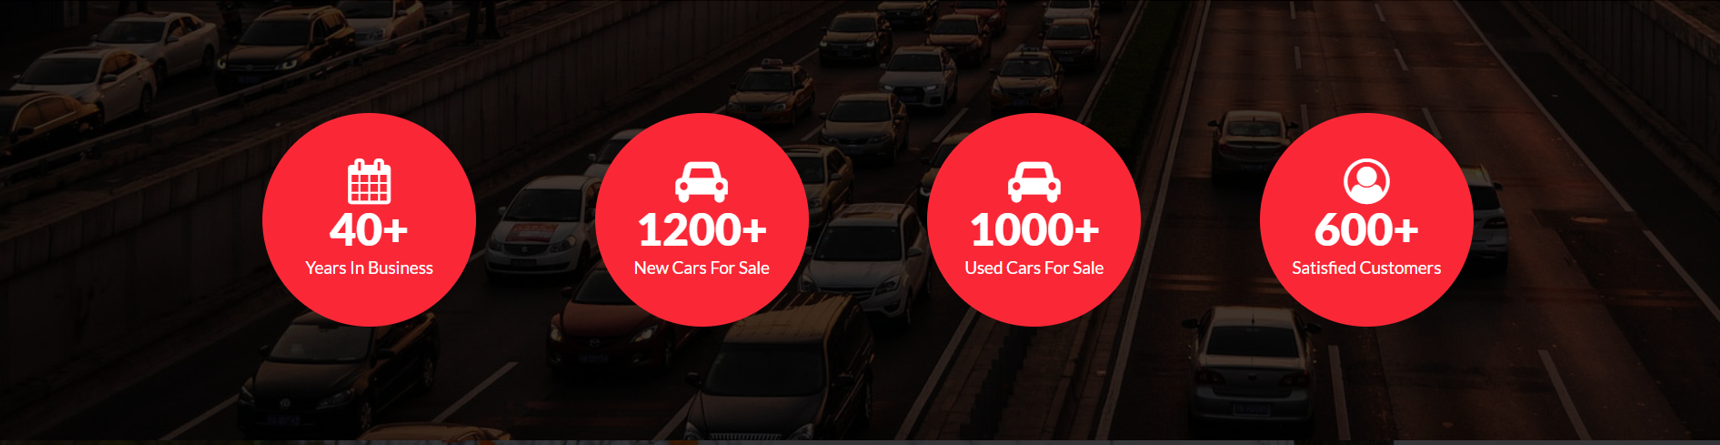 40+
Years In Business
1200+
New Cars For Sale
1000+
Used Cars For Sale
600+
Satisfied Customers